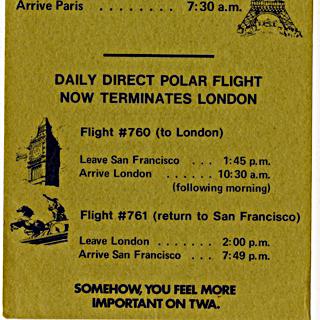 Arrive Paris . . . . . . . . 7:30 a.m.
DAILY DIRECT POLAR FLIGHT
NOW TERMINATES LONDON
Flight #760 (to London)
Leave San Francisco . . . 1:45 p.m.
Arrive London . . . . . . 10:30 a.m.
(following morning)
Flight #761 (return to San Francisco)
Leave London . . . . . . . 2:00 p.m.
Arrive San Francisco . . . 7:49 p.m.
SOMEHOW, YOU FEEL MORE
IMPORTANT ON TWA.